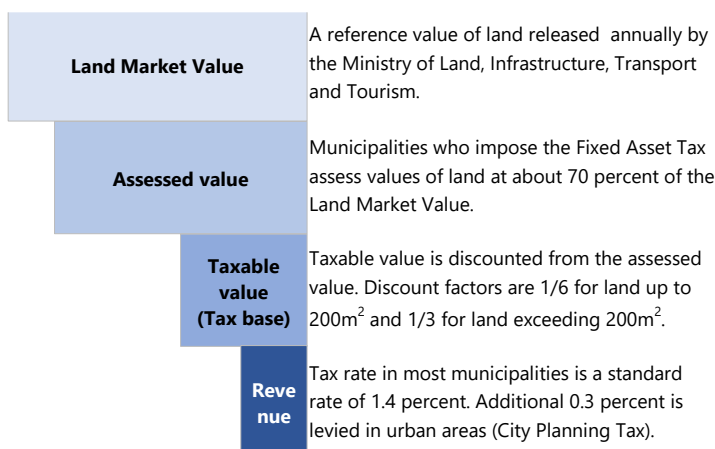 Land Market Value
A reference value of land released annually by
the Ministry of Land, Infrastructure, Transport
and Tourism.
Assessed value
Municipalities who impose the Fixed Asset Tax
assess values of land at about 70 percent of the
Land Market Value.
Taxable
value
(Tax base)
Taxable value is discounted from the assessed
value. Discount factors are 1/6 for land up to
200m² and 1/3 for land exceeding 200m².
Reve
nue
Tax rate in most municipalities is a standard
rate of 1.4 percent. Additional 0.3 percent is
levied in urban areas (City Planning Tax).